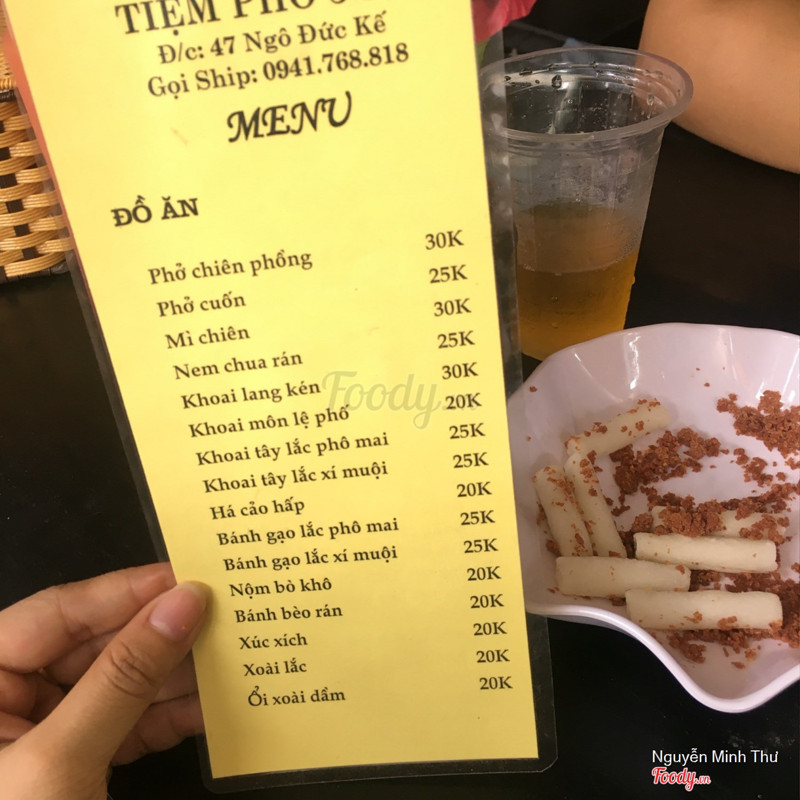 TIỆM PHỞ
Đ/c: 47 Ngô Đức Kế
Gọi Ship: 0941.768.818
MENU
ĐỒ ĂN
Phở chiên phồng 30K
Phở cuốn 25K
Mì chiên 30K
Nem chua rán 25K
Khoai lang kén 30K
Khoai môn lệ phố 20K
Khoai tây lắc phô mai 25K
Khoai tây lắc xí muội 25K
Há cảo hấp 20K
Bánh gạo lắc phô mai 25K
Bánh gạo lắc xí muội 25K
Nộm bò khô 20K
Bánh bèo rán 20K
Xúc xích 20K
Xoài lắc 20K
Ổi xoài dầm 20K
Foody.vn
Nguyễn Minh Thư
Foody.vn